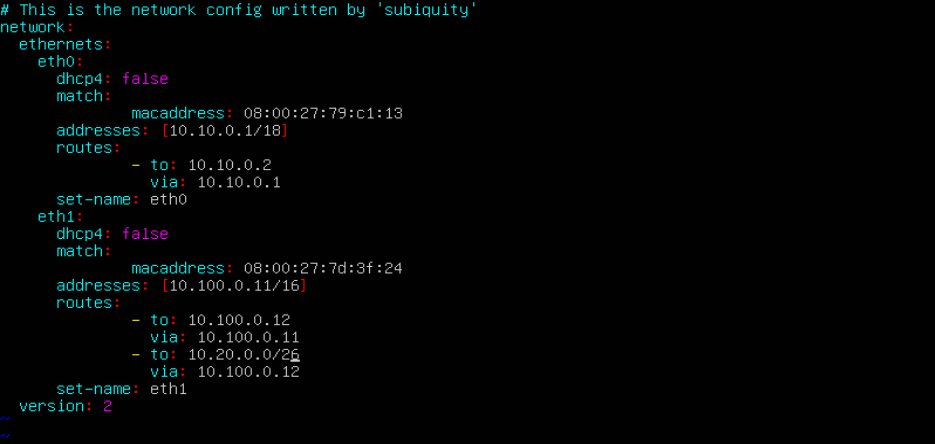 # This is the network config written by 'subiquity'
network:
  ethernets:
    eth0:
      dhcp4: false
      match:
              macaddress: 08:00:27:79:c1:13
      addresses: [10.10.0.1/18]
      routes:
              - to: 10.10.0.2
                via: 10.10.0.1
      set-name: eth0
    eth1:
      dhcp4: false
      match:
              macaddress: 08:00:27:7d:3f:24
      addresses: [10.100.0.11/16]
      routes:
              - to: 10.100.0.12
                via: 10.100.0.11
              - to: 10.20.0.0/26
                via: 10.100.0.12
      set-name: eth1
  version: 2
~
~